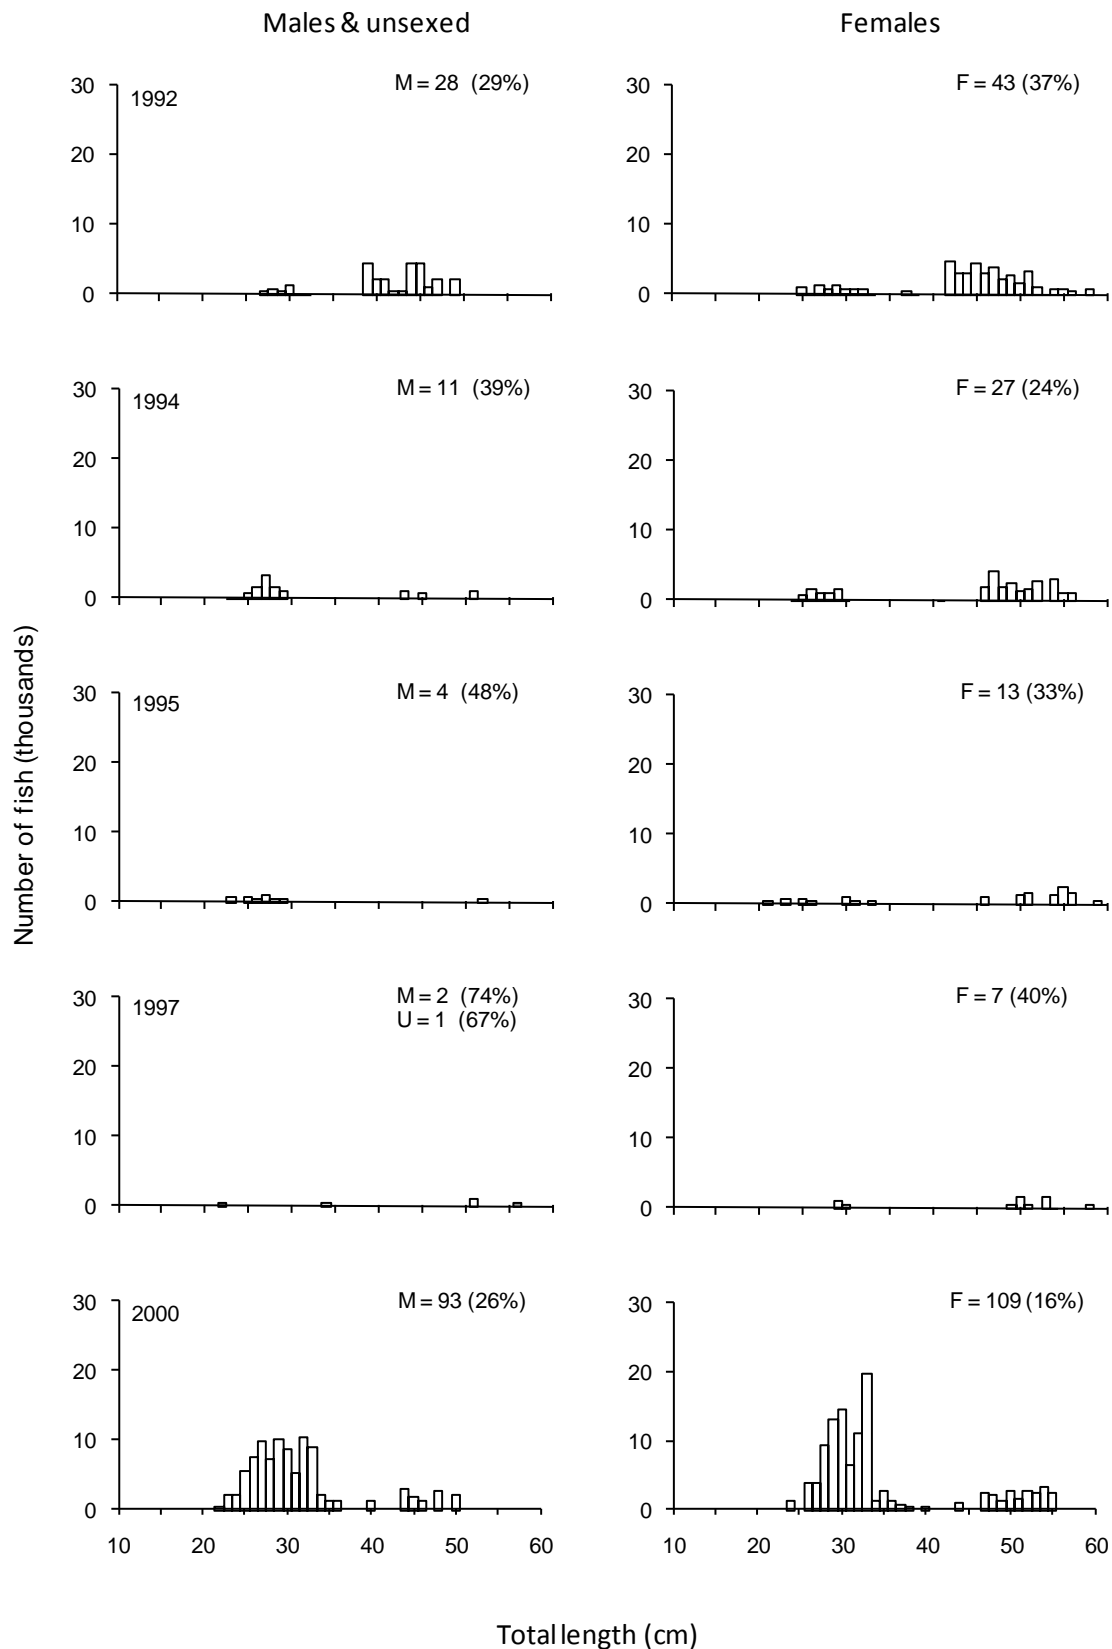 Males & unsexed
Females
Number of fish (thousands)
1992
M = 28 (29%)
30
20
10
0
F = 43 (37%)
30
20
10
0
1994
M = 11 (39%)
30
20
10
0
F = 27 (24%)
30
20
10
0
1995
M = 4 (48%)
30
20
10
0
F = 13 (33%)
30
20
10
0
1997
M = 2 (74%)
U = 1 (67%)
30
20
10
0
F = 7 (40%)
30
20
10
0
2000
M = 93 (26%)
30
20
10
0
10 20 30 40 50 60
F = 109 (16%)
30
20
10
0
10 20 30 40 50 60
Total length (cm)